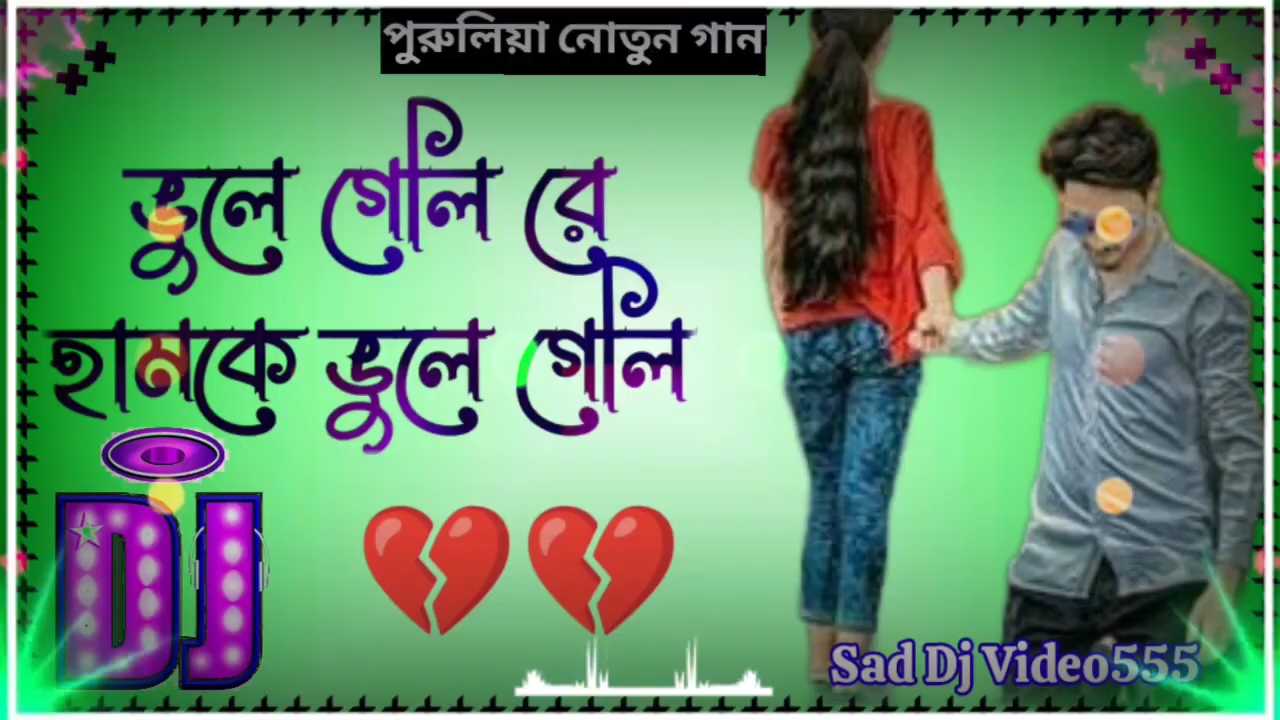 পুরুলিয়া নোতুন গান
ভুলে গেলি রে
হামকে ভুলে গেলি
DJ
Sad Dj Video555